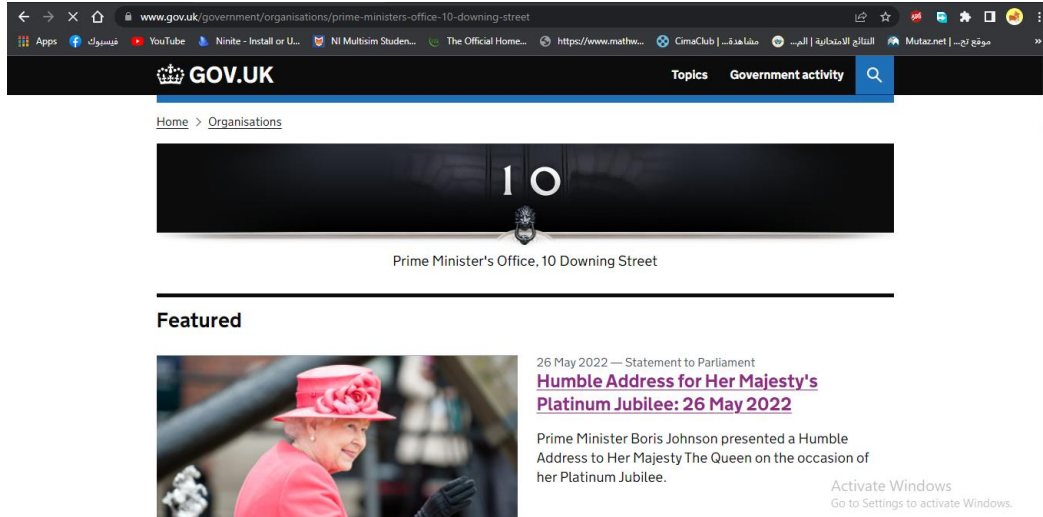 www.gov.uk/government/organisations/prime-ministers-office-10-downing-street
Apps فيسبوك YouTube Ninite - Install or U... NI Multisim Studen... The Official Home... https://www.mathw... CimaClub | مشاهدة... النتائج الامتحانية | الم... Mutaz.net | موقع تج... »
GOV.UK Topics Government activity
Home > Organisations
10
Prime Minister's Office, 10 Downing Street
Featured
26 May 2022 — Statement to Parliament
Humble Address for Her Majesty's
Platinum Jubilee: 26 May 2022
Prime Minister Boris Johnson presented a Humble
Address to Her Majesty The Queen on the occasion of
her Platinum Jubilee.
Activate Windows
Go to Settings to activate Windows.